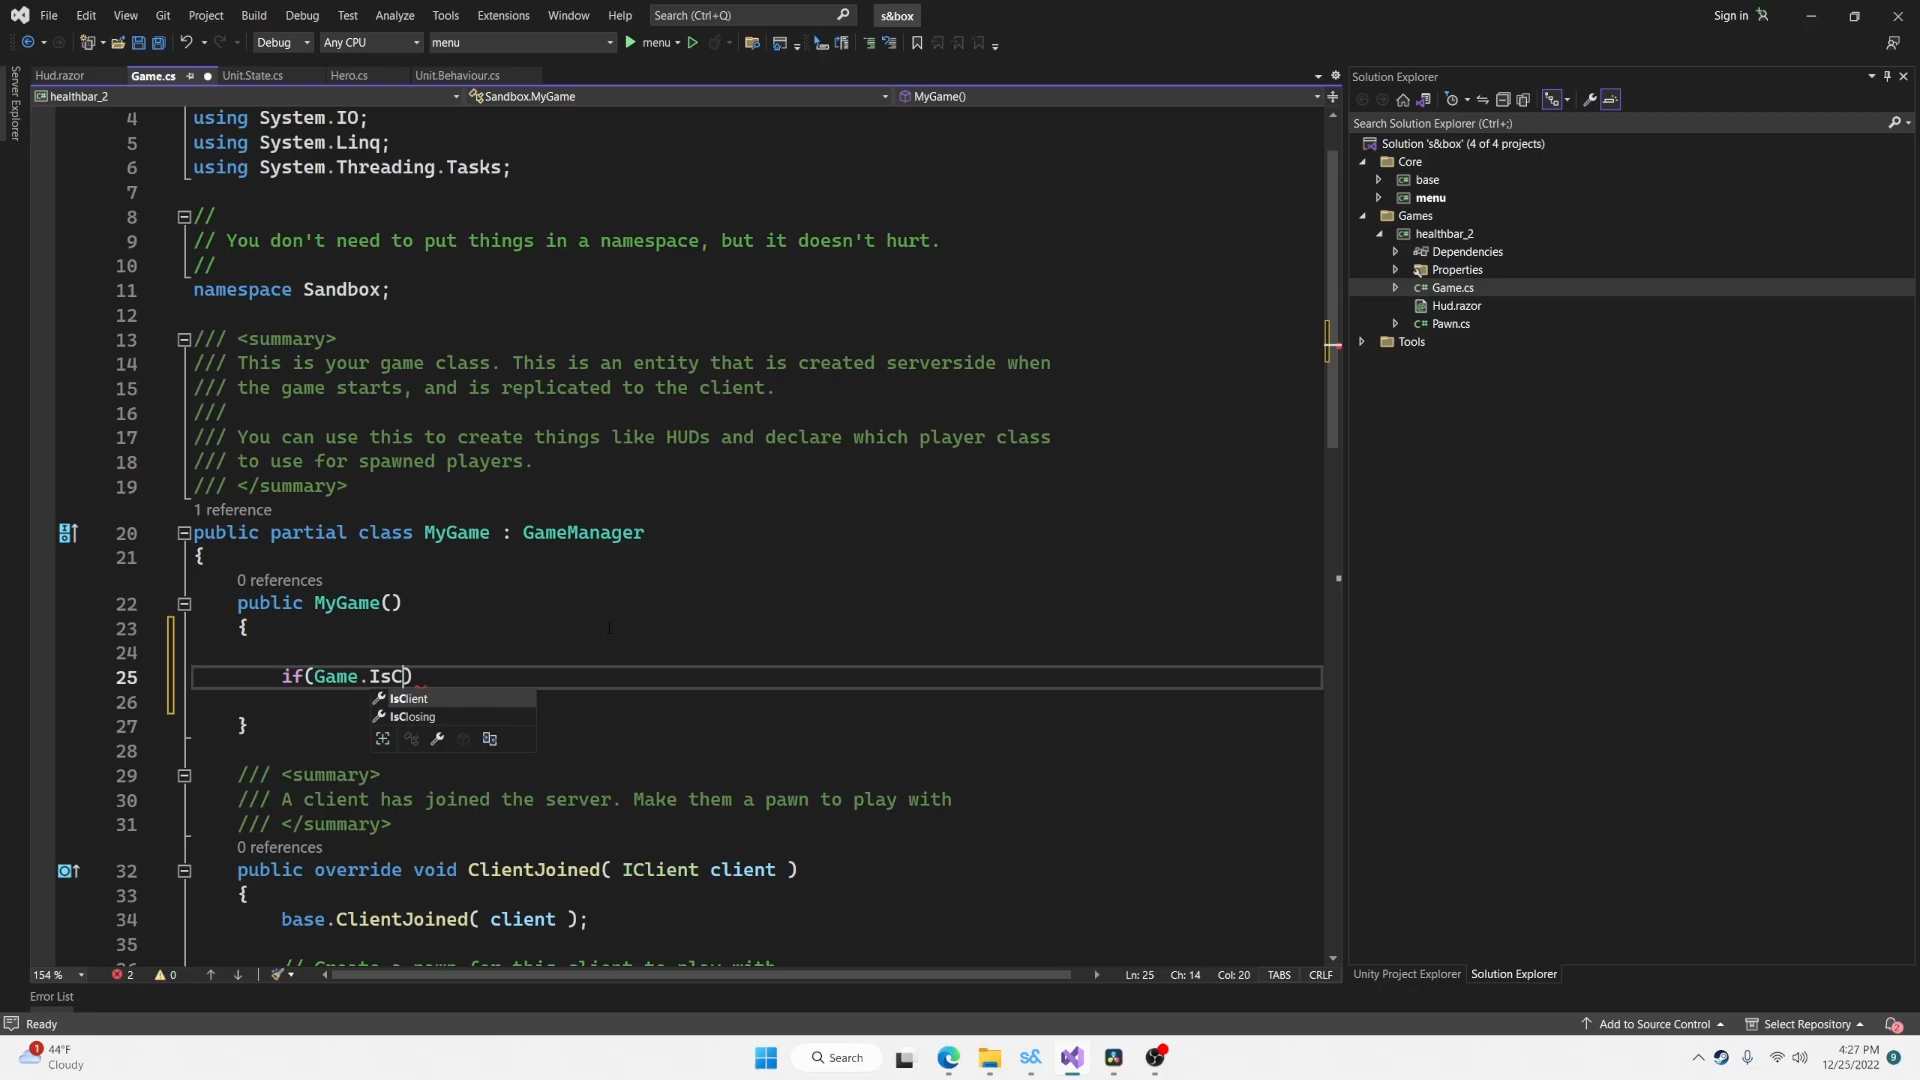 File Edit View Git Project Build Debug Test Analyze Tools Extensions Window Help Search (Ctrl+Q) s&box Sign in
Debug Any CPU menu menu
Server Explorer
Hud.razor Game.cs Unit.State.cs Hero.cs Unit.Behaviour.cs
healthbar_2 Sandbox.MyGame MyGame()
4 using System.IO;
5 using System.Linq;
6 using System.Threading.Tasks;
7
8 //
9 // You don't need to put things in a namespace, but it doesn't hurt.
10 //
11 namespace Sandbox;
12
13 /// <summary>
14 /// This is your game class. This is an entity that is created serverside when
15 /// the game starts, and is replicated to the client.
16 ///
17 /// You can use this to create things like HUDs and declare which player class
18 /// to use for spawned players.
19 /// </summary>
1 reference
20 public partial class MyGame : GameManager
21 {
0 references
22 public MyGame()
23 {
24
25 if(Game.IsC)
IsClient
26
IsClosing
27 }
28
29 /// <summary>
30 /// A client has joined the server. Make them a pawn to play with
31 /// </summary>
0 references
32 public override void ClientJoined( IClient client )
33 {
34 base.ClientJoined( client );
35
// Create a pawn for this client to play with
154 % 2 0 Ln: 25 Ch: 14 Col: 20 TABS CRLF
Error List
Ready
Solution Explorer
Search Solution Explorer (Ctrl+;)
Solution 's&box' (4 of 4 projects)
Core
base
menu
Games
healthbar_2
Dependencies
Properties
C# Game.cs
Hud.razor
C# Pawn.cs
Tools
Unity Project Explorer Solution Explorer
Add to Source Control Select Repository 2
1 44°F
Cloudy
Search
s&
4:27 PM
12/25/2022
9